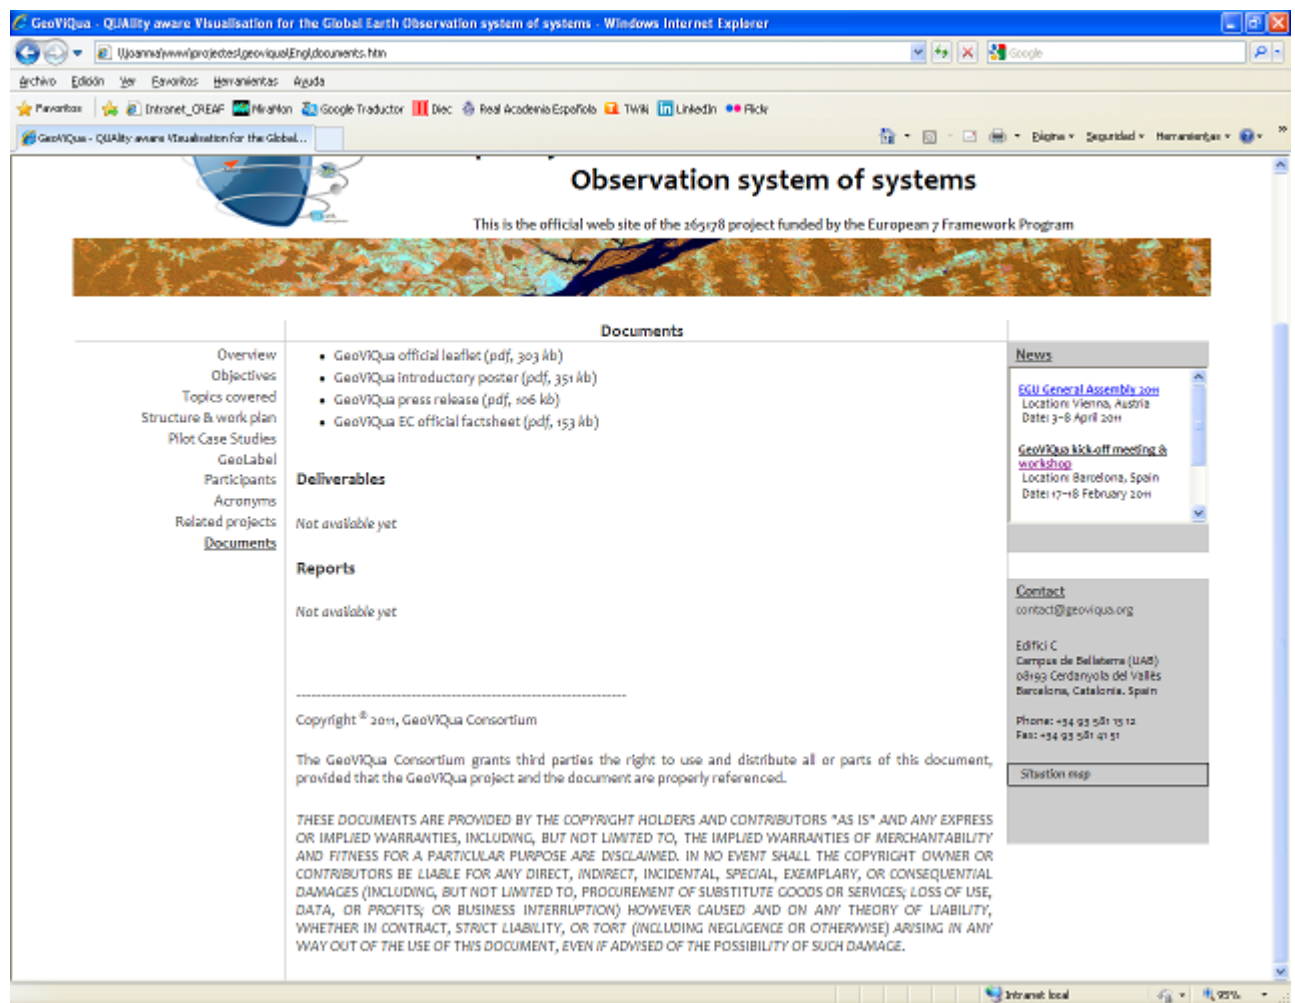 GeoViQua - QUAlity aware Visualisation for the Global Earth Observation system of systems - Windows Internet Explorer
\\joanna\www\projectes\geoviqua\Eng\documents.htm
Google
Archivo Edición Ver Favoritos Herramientas Ayuda
Favoritos Intranet_CREAF MiraMon Google Traductor Diec Real Academia Española TWiki LinkedIn Flickr
GeoViQua - QUAlity aware Visualisation for the Global...
Página Seguridad Herramientas
Observation system of systems
This is the official web site of the 265178 project funded by the European 7 Framework Program
Documents
Overview
Objectives
Topics covered
Structure & work plan
Pilot Case Studies
GeoLabel
Participants
Acronyms
Related projects
Documents
• GeoViQua official leaflet (pdf, 303 kb)
• GeoViQua introductory poster (pdf, 351 kb)
• GeoViQua press release (pdf, 106 kb)
• GeoViQua EC official factsheet (pdf, 153 kb)
Deliverables
Not available yet
Reports
Not available yet
------------------------------------------------------------------
Copyright ® 2011, GeoViQua Consortium
The GeoViQua Consortium grants third parties the right to use and distribute all or parts of this document,
provided that the GeoViQua project and the document are properly referenced.
THESE DOCUMENTS ARE PROVIDED BY THE COPYRIGHT HOLDERS AND CONTRIBUTORS "AS IS" AND ANY EXPRESS
OR IMPLIED WARRANTIES, INCLUDING, BUT NOT LIMITED TO, THE IMPLIED WARRANTIES OF MERCHANTABILITY
AND FITNESS FOR A PARTICULAR PURPOSE ARE DISCLAIMED. IN NO EVENT SHALL THE COPYRIGHT OWNER OR
CONTRIBUTORS BE LIABLE FOR ANY DIRECT, INDIRECT, INCIDENTAL, SPECIAL, EXEMPLARY, OR CONSEQUENTIAL
DAMAGES (INCLUDING, BUT NOT LIMITED TO, PROCUREMENT OF SUBSTITUTE GOODS OR SERVICES; LOSS OF USE,
DATA, OR PROFITS; OR BUSINESS INTERRUPTION) HOWEVER CAUSED AND ON ANY THEORY OF LIABILITY,
WHETHER IN CONTRACT, STRICT LIABILITY, OR TORT (INCLUDING NEGLIGENCE OR OTHERWISE) ARISING IN ANY
WAY OUT OF THE USE OF THIS DOCUMENT, EVEN IF ADVISED OF THE POSSIBILITY OF SUCH DAMAGE.
News
EGU General Assembly 2011
Location: Vienna, Austria
Date: 3-8 April 2011
GeoViQua kick-off meeting &
workshop
Location: Barcelona, Spain
Date: 17-18 February 2011
Contact
contact@geoviqua.org
Edifici C
Campus de Bellaterra (UAB)
08193 Cerdanyola del Vallès
Barcelona, Catalonia. Spain
Phone: +34 93 581 13 12
Fax: +34 93 581 41 51
Situation map
Intranet local
95%